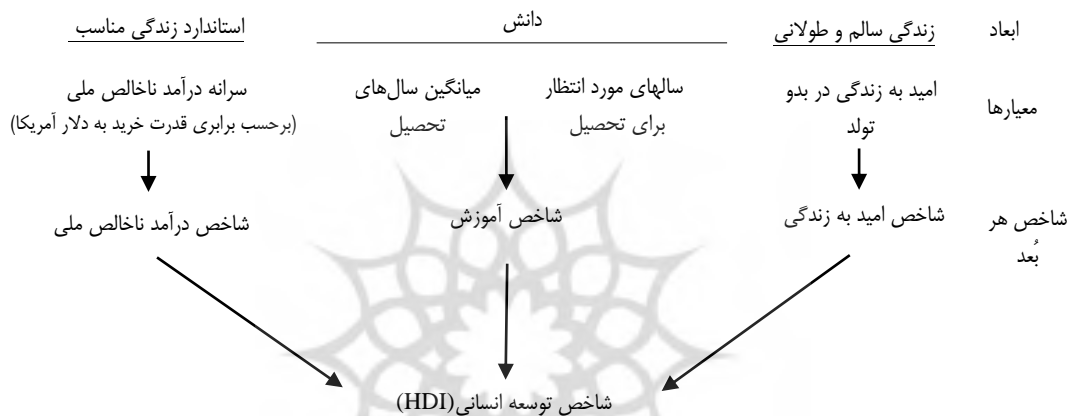 ابعاد
زندگی سالم و طولانی
دانش
استاندارد زندگی مناسب
معیارها
امید به زندگی در بدو
تولد
سالهای مورد انتظار
برای تحصیل
میانگین سال‌های
تحصیل
سرانه درآمد ناخالص ملی
(برحسب برابری قدرت خرید به دلار آمریکا)
شاخص هر
بُعد
شاخص امید به زندگی
شاخص آموزش
شاخص درآمد ناخالص ملی
شاخص توسعه انسانی(HDI)